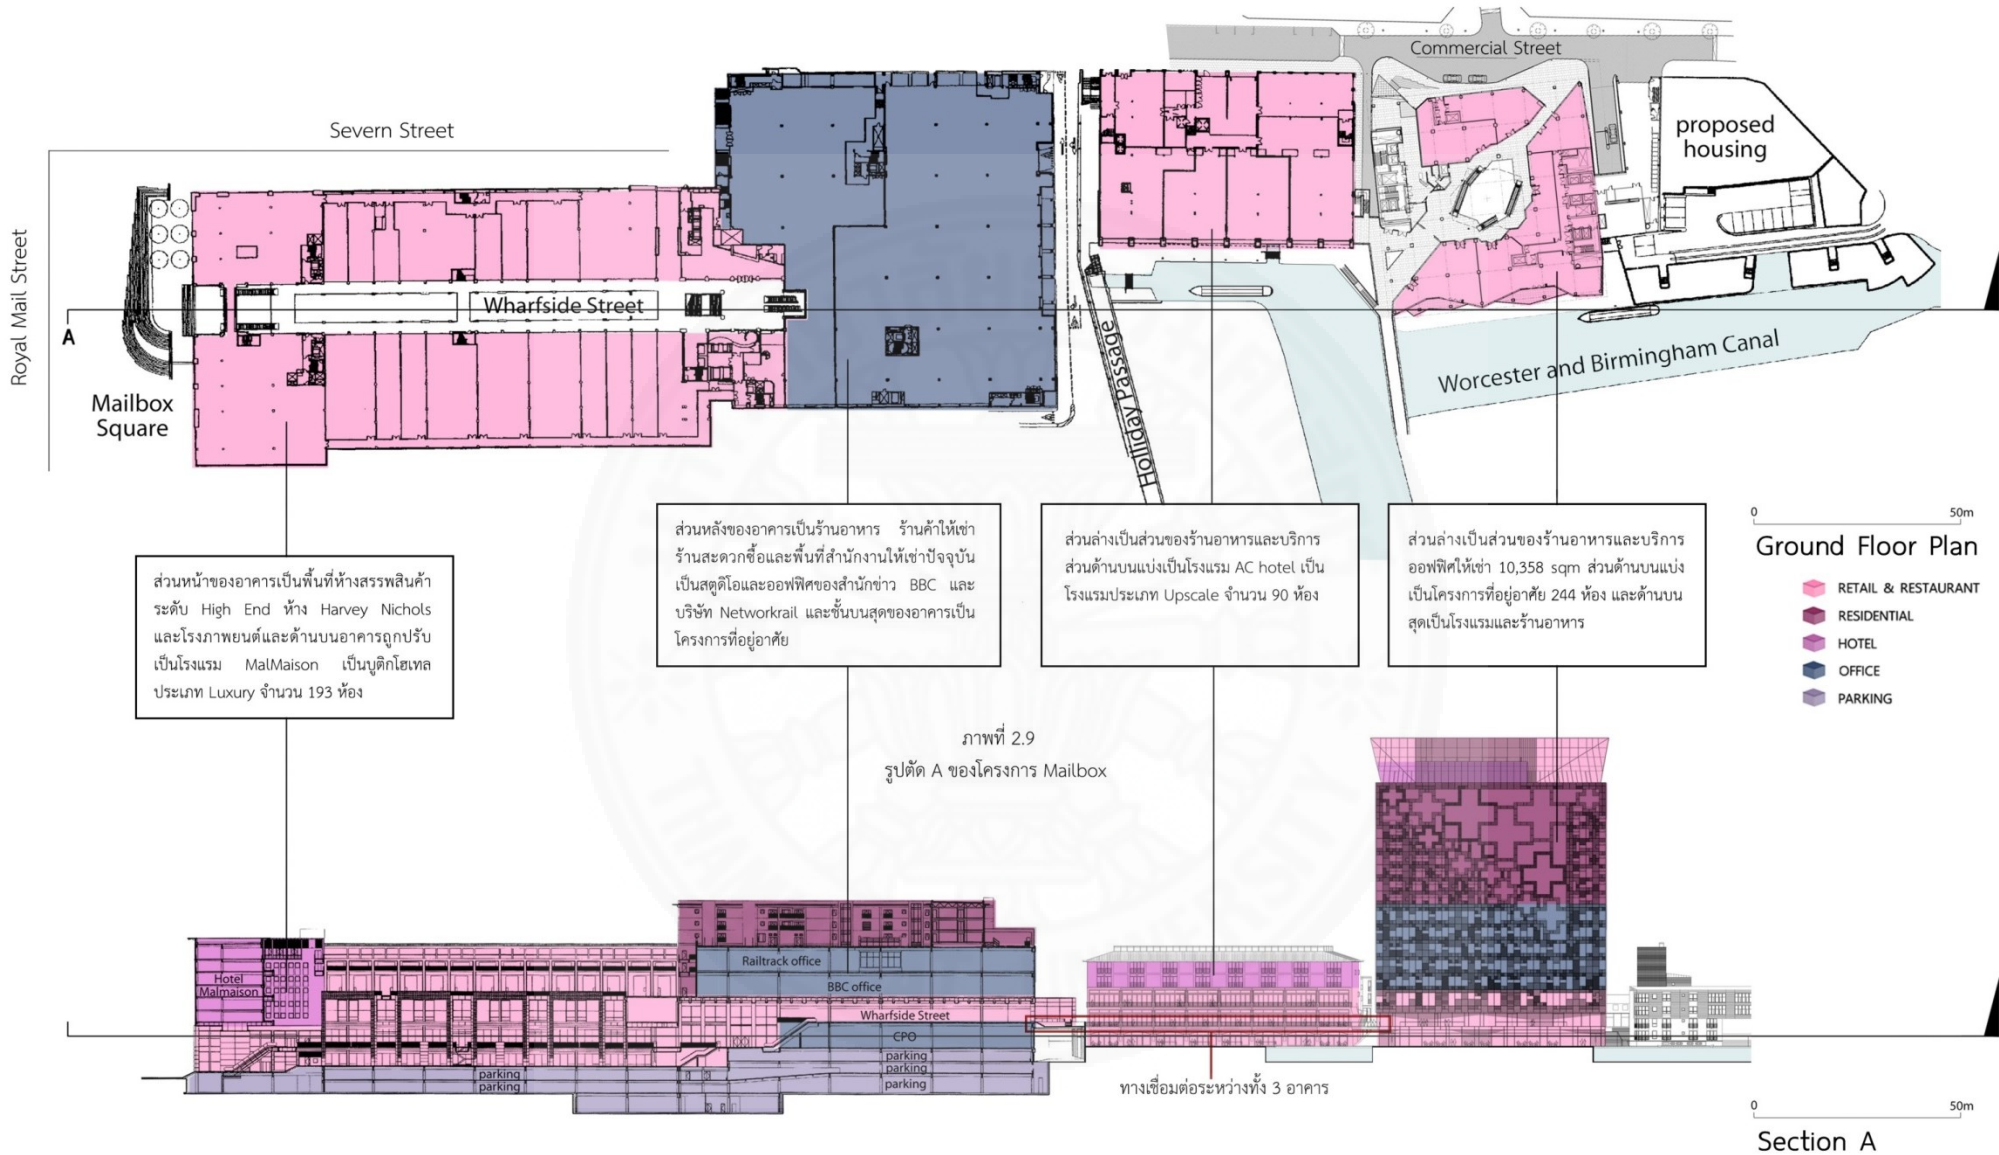 Commercial Street
Severn Street
proposed
housing
Royal Mail Street
Wharfside Street
A
Mailbox
Square
Holliday Passage
Worcester and Birmingham Canal
0 50m
Ground Floor Plan
RETAIL & RESTAURANT
RESIDENTIAL
HOTEL
OFFICE
PARKING
ส่วนหน้าของอาคารเป็นพื้นที่ห้างสรรพสินค้า
ระดับ High End ห้าง Harvey Nichols
และโรงภาพยนต์และด้านบนอาคารถูกปรับ
เป็นโรงแรม MalMaison เป็นบูติกโฮเทล
ประเภท Luxury จำนวน 193 ห้อง
ส่วนหลังของอาคารเป็นร้านอาหาร ร้านค้าให้เช่า
ร้านสะดวกซื้อและพื้นที่สำนักงานให้เช่าปัจจุบัน
เป็นสตูดิโอและออฟฟิศของสำนักข่าว BBC และ
บริษัท Networkrail และชั้นบนสุดของอาคารเป็น
โครงการที่อยู่อาศัย
ส่วนล่างเป็นส่วนของร้านอาหารและบริการ
ส่วนด้านบนแบ่งเป็นโรงแรม AC hotel เป็น
โรงแรมประเภท Upscale จำนวน 90 ห้อง
ส่วนล่างเป็นส่วนของร้านอาหารและบริการ
ออฟฟิศให้เช่า 10,358 sqm ส่วนด้านบนแบ่ง
เป็นโครงการที่อยู่อาศัย 244 ห้อง และด้านบน
สุดเป็นโรงแรมและร้านอาหาร
ภาพที่ 2.9
รูปตัด A ของโครงการ Mailbox
Hotel
Malmaison
Railtrack office
BBC office
Wharfside Street
CPO
parking
parking
parking
parking
parking
ทางเชื่อมต่อระหว่างทั้ง 3 อาคาร
0 50m
Section A